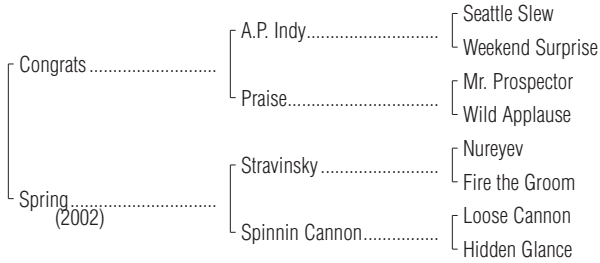 Seattle Slew
A.P. Indy..............................
Weekend Surprise
Congrats .............................
Mr. Prospector
Praise..................................
Wild Applause
Nureyev
Stravinsky ...........................
Fire the Groom
Spring.................................
(2002)
Loose Cannon
Spinnin Cannon.................
Hidden Glance